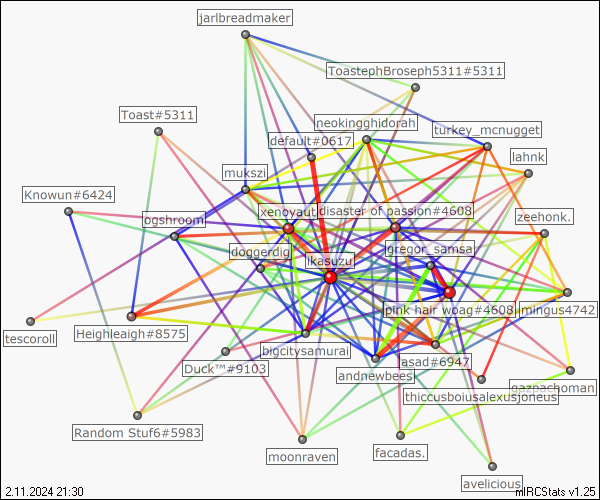 jarlbreadmaker
ToastephBroseph5311#5311
Toast#5311
neokingghidorah
turkey_mcnugget
default#0617
lahnk
mukszi
Knowun#6424
xenoyaut
disaster of passion#4608
ogshroom
zeehonk.
doggerdig
ikasuzu
gregor_samsa
pink hair woag#4608
mingus4742
tescoroll
Heighleaigh#8575
bigcitysamurai
asad#6947
Duck™#9103
andnewbees
gazpachoman
thiccusboiusalexusjoneus
Random Stuf6#5983
moonraven
facadas.
avelicious
2.11.2024 21:30
mIRCStats v1.25